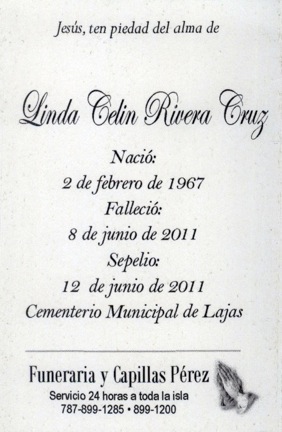 Jesús, ten piedad del alma de
Linda Celin Rivera Cruz
Nació:
2 de febrero de 1967
Falleció:
8 de junio de 2011
Sepelio:
12 de junio de 2011
Cementerio Municipal de Lajas
Funeraria y Capillas Pérez
Servicio 24 horas a toda la isla
787-899-1285 • 899-1200